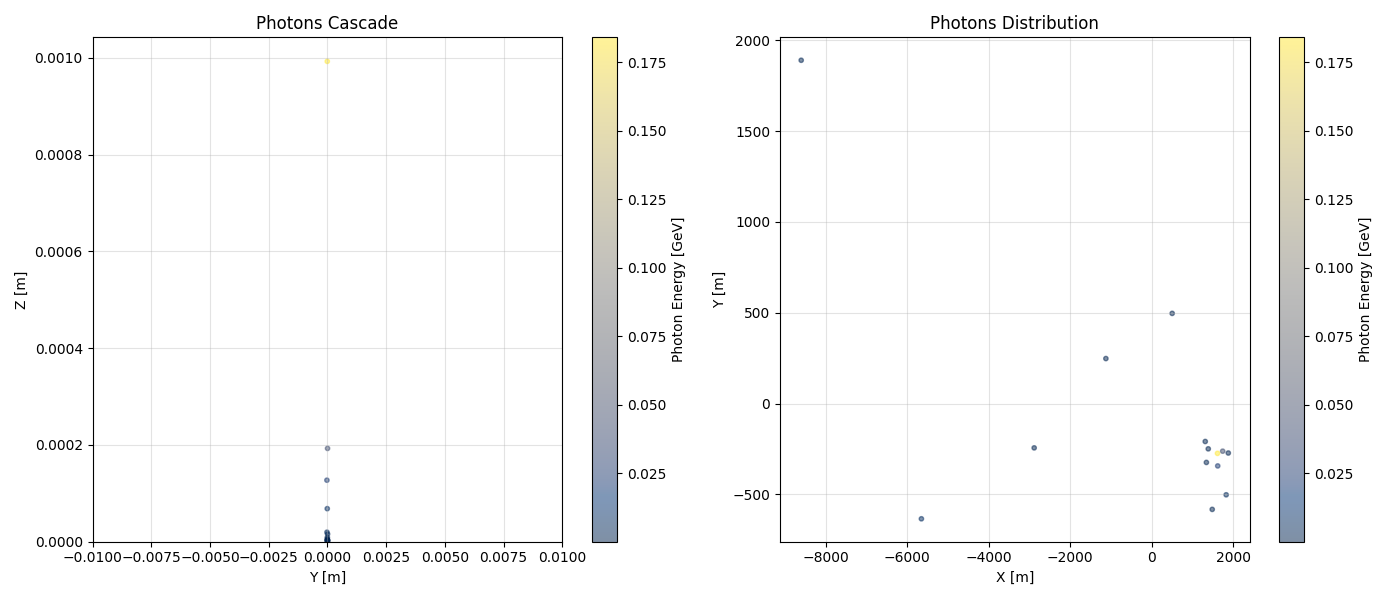 Photons Cascade
0.0010
0.0008
0.0006
0.0004
0.0002
0.0000
Z [m]
−0.0100 −0.0075 −0.0050 −0.0025 0.0000 0.0025 0.0050 0.0075 0.0100
Y [m]
0.175
0.150
0.125
0.100
0.075
0.050
0.025
Photon Energy [GeV]
Photons Distribution
2000
1500
1000
500
0
−500
Y [m]
−8000 −6000 −4000 −2000 0 2000
X [m]
0.175
0.150
0.125
0.100
0.075
0.050
0.025
Photon Energy [GeV]